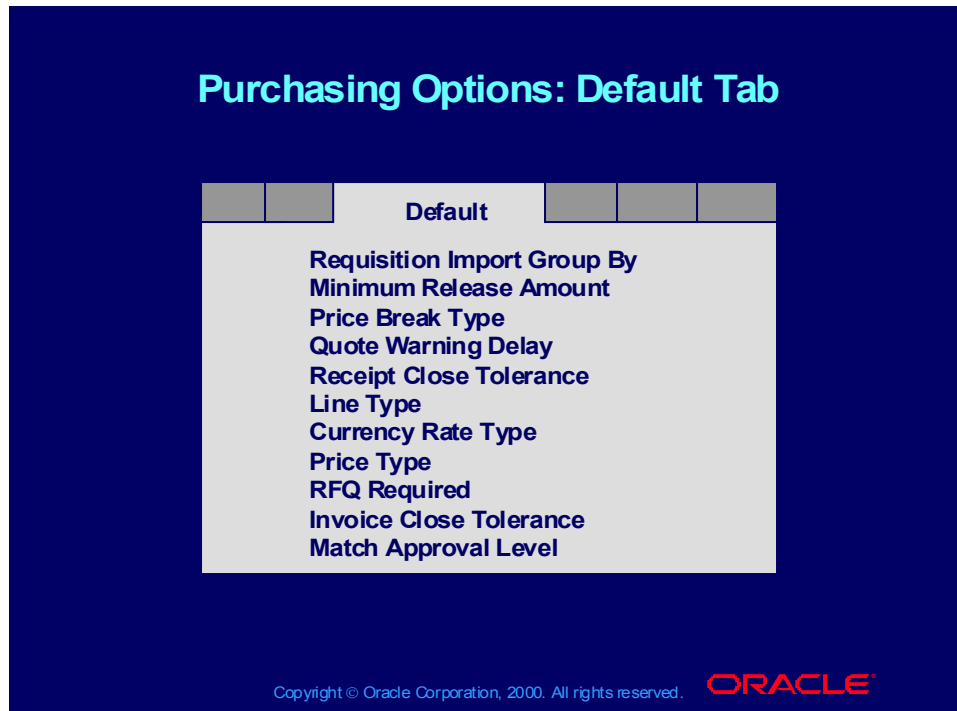 Purchasing Options: Default Tab
Default
Requisition Import Group By
Minimum Release Amount
Price Break Type
Quote Warning Delay
Receipt Close Tolerance
Line Type
Currency Rate Type
Price Type
RFQ Required
Invoice Close Tolerance
Match Approval Level
Copyright © Oracle Corporation, 2000. All rights reserved.
ORACLE®